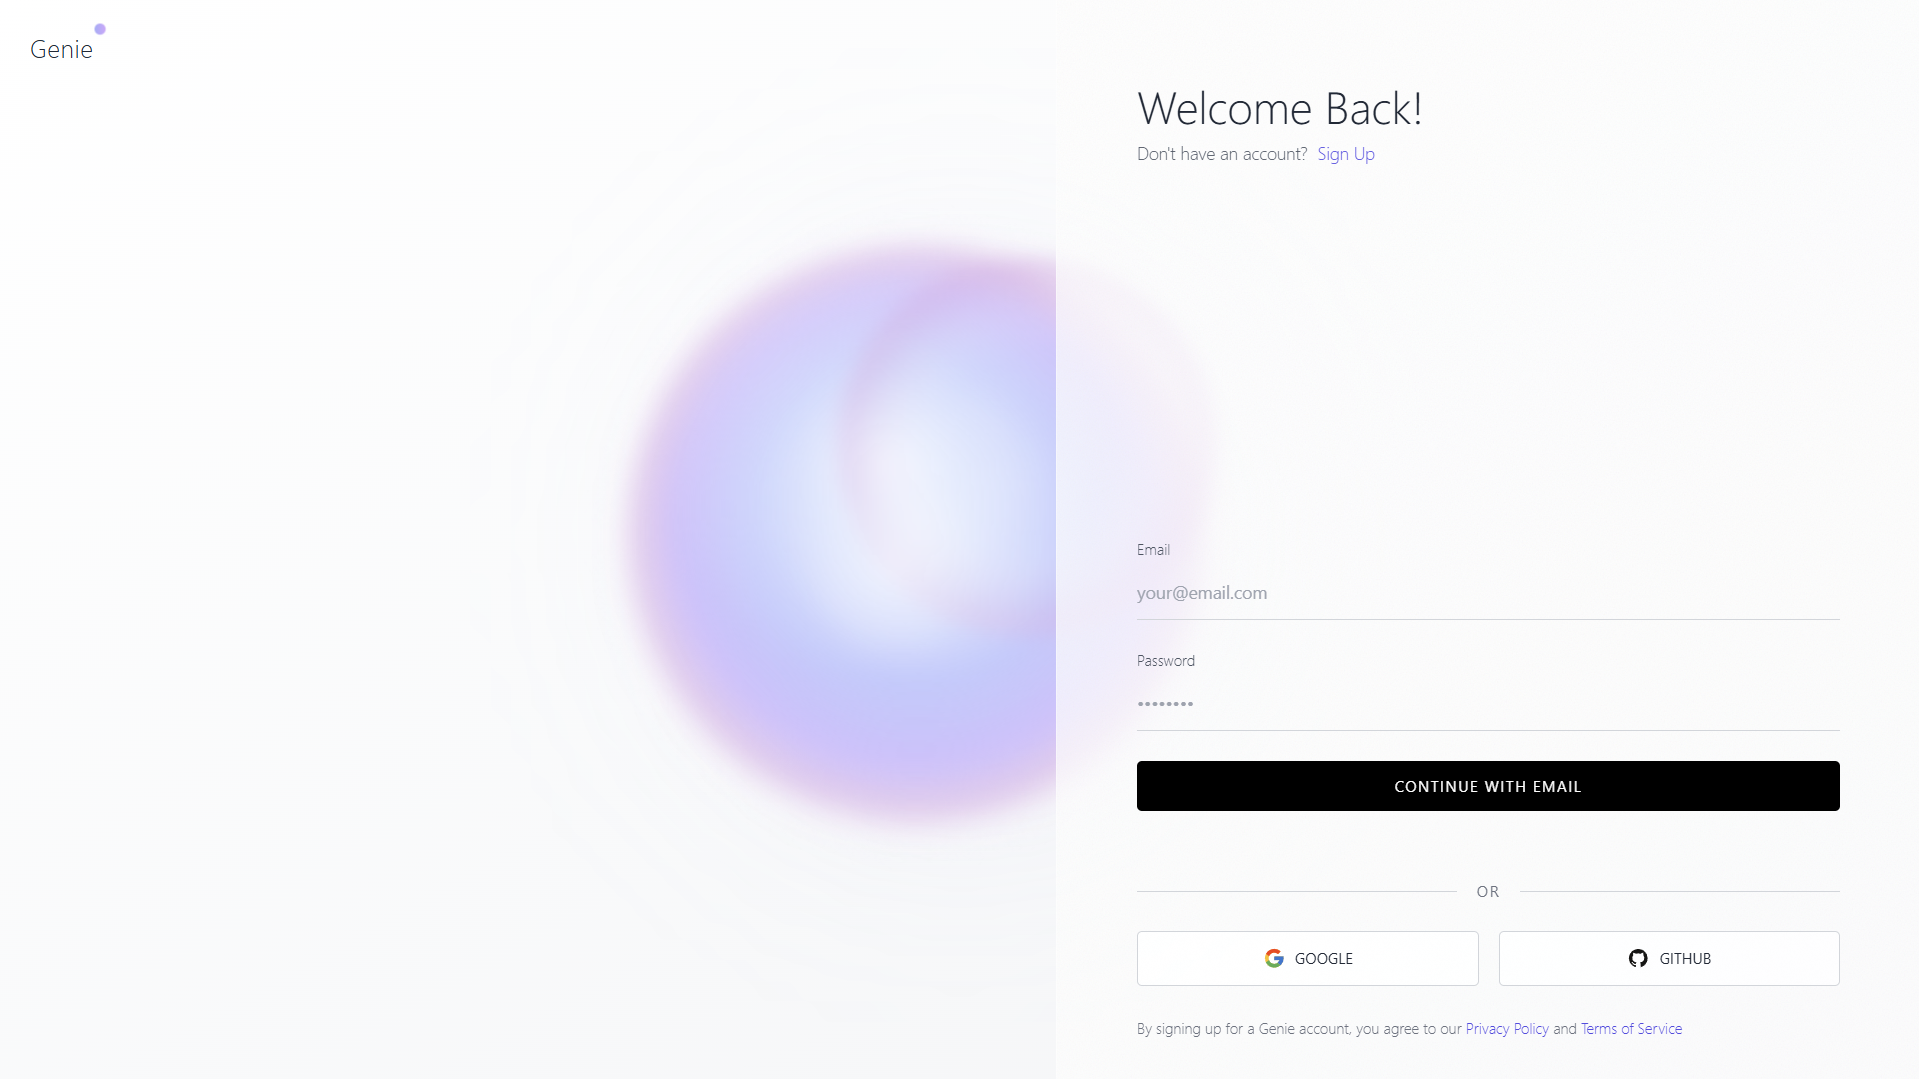 Genie
Welcome Back!
Don't have an account? Sign Up
Email
your@email.com
Password
••••••••
CONTINUE WITH EMAIL
OR
GOOGLE
GITHUB
By signing up for a Genie account, you agree to our Privacy Policy and Terms of Service